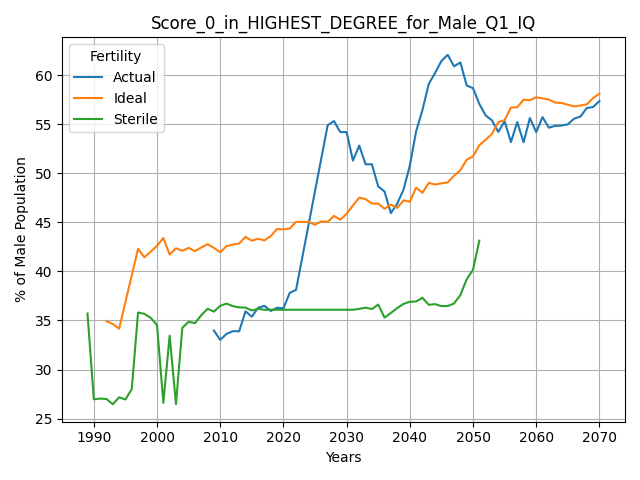 Score_0_in_HIGHEST_DEGREE_for_Male_Q1_IQ
Fertility
Actual
Ideal
Sterile
% of Male Population
60
55
50
45
40
35
30
25
1990 2000 2010 2020 2030 2040 2050 2060 2070
Years